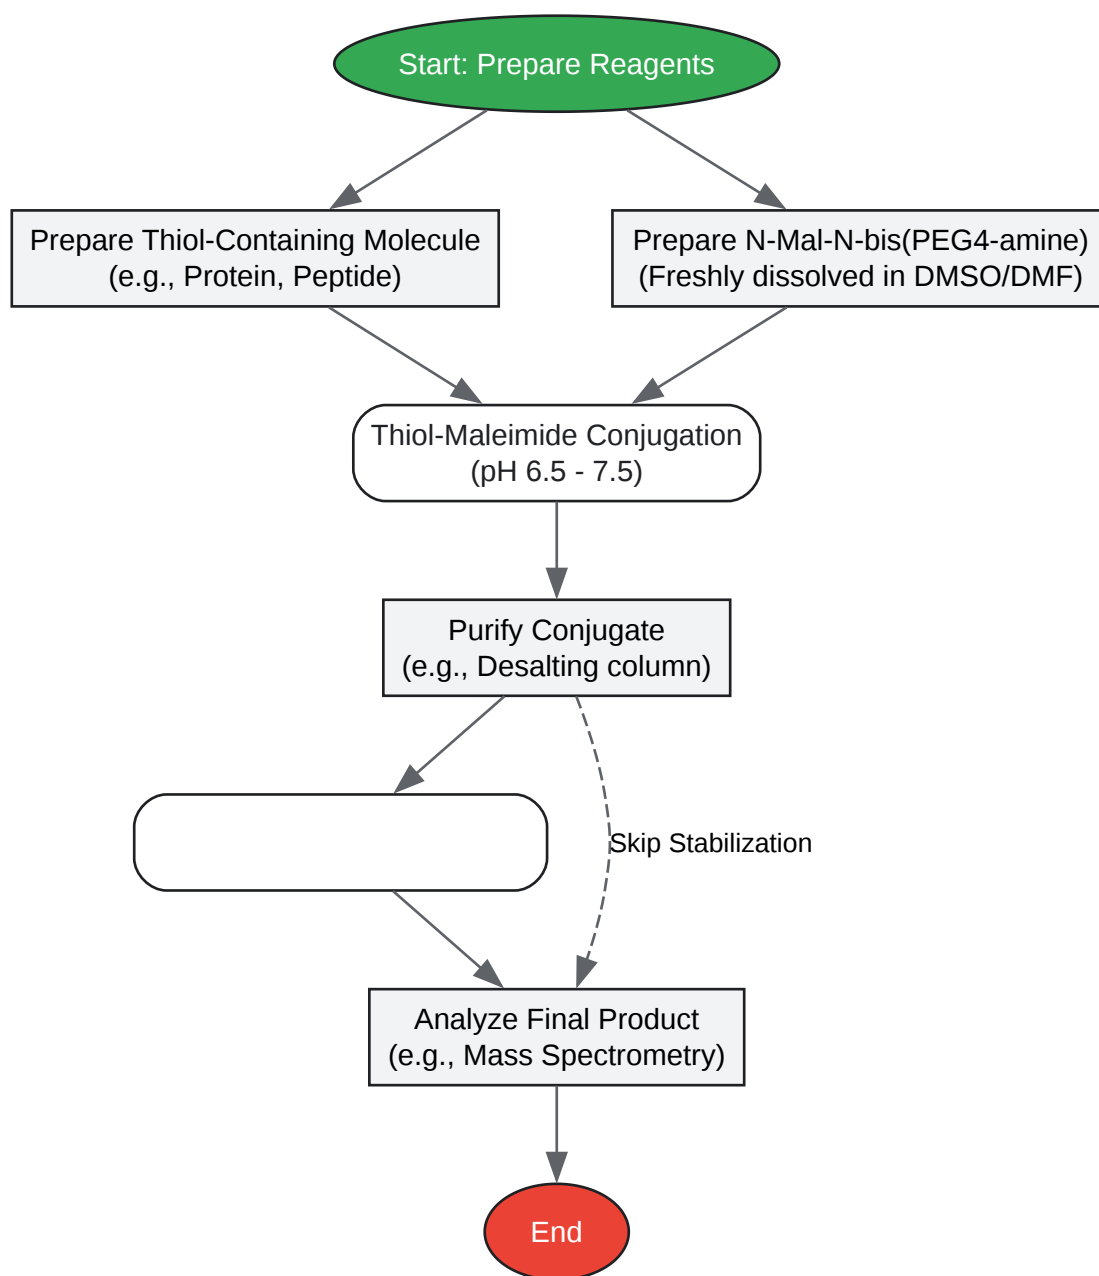 Start: Prepare Reagents
Prepare Thiol-Containing Molecule
(e.g., Protein, Peptide)
Prepare N-Mal-N-bis(PEG4-amine)
(Freshly dissolved in DMSO/DMF)
Thiol-Maleimide Conjugation
(pH 6.5 - 7.5)
Purify Conjugate
(e.g., Desalting column)
Skip Stabilization
Analyze Final Product
(e.g., Mass Spectrometry)
End